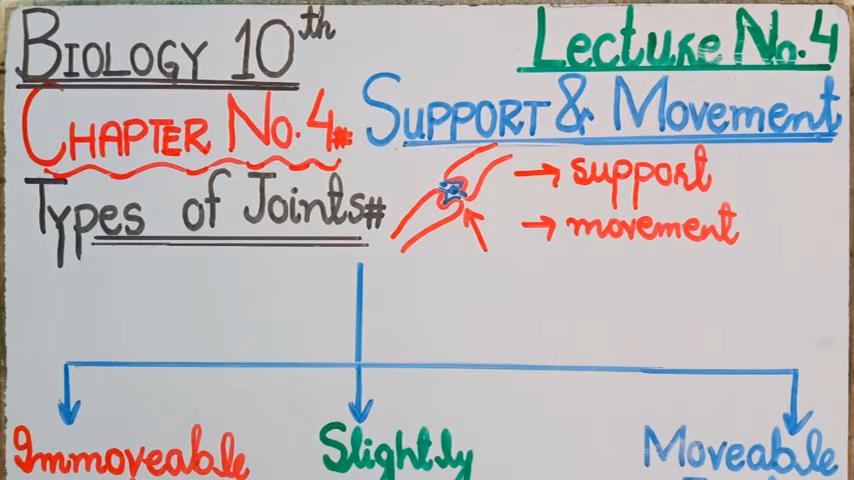 BIOLOGY 10th
Lecture No.4
CHAPTER No.4#
SUPPORT & Movement
Types of Joints#
→ support
→ movement
Immoveable
Slightly
Moveable